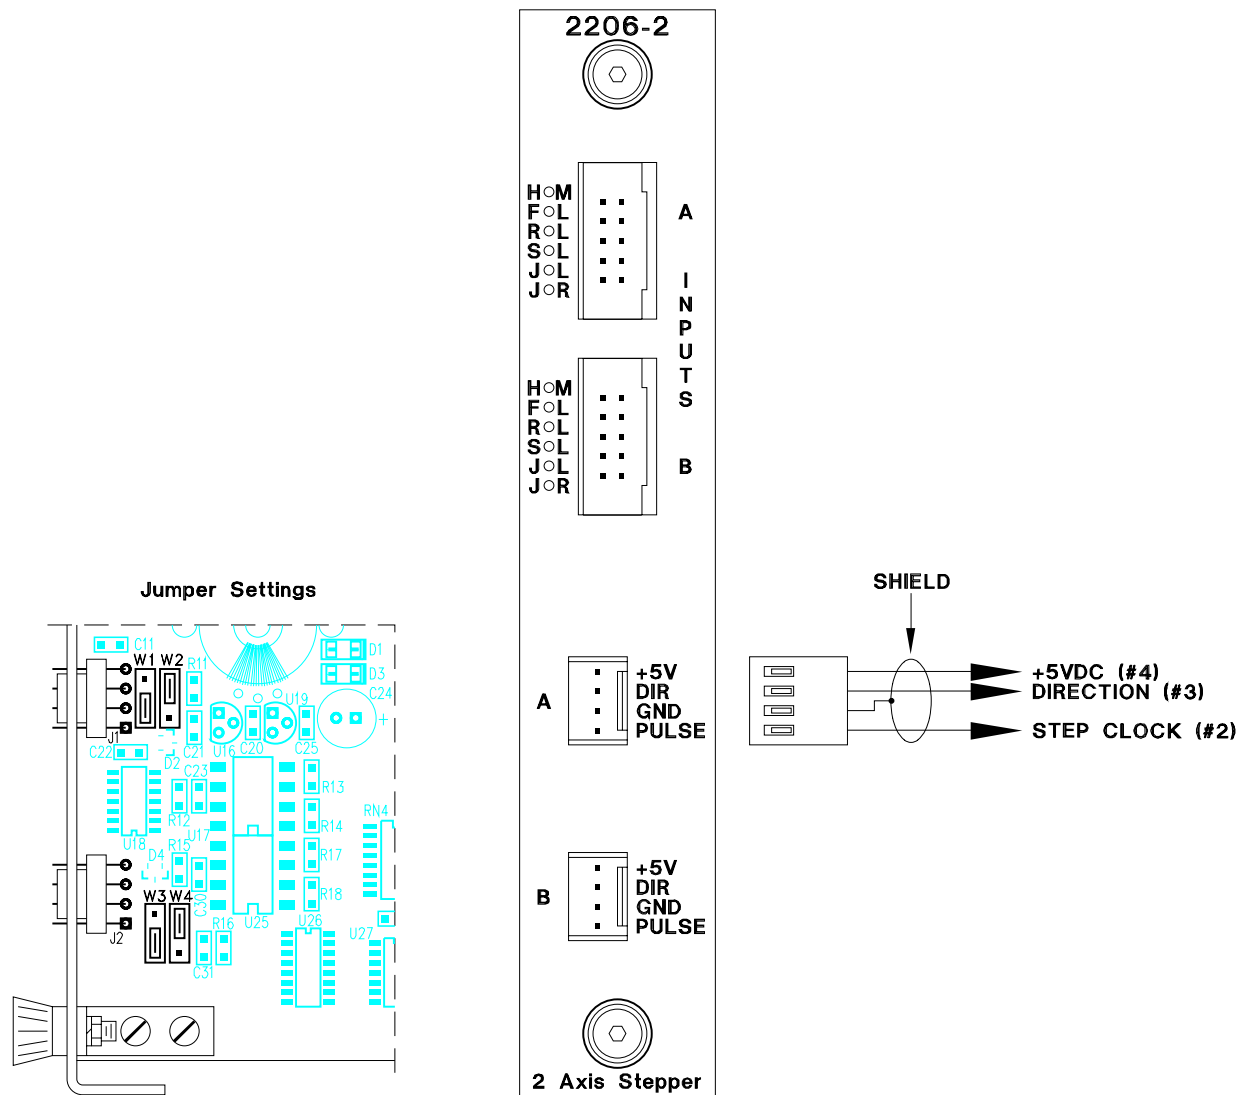 2206-2
H○M
F○L
R○L
S○L
J○L
J○R
A
INPUTS
H○M
F○L
R○L
S○L
J○L
J○R
B
A
+5V
DIR
GND
PULSE
B
+5V
DIR
GND
PULSE
2 Axis Stepper
SHIELD
+5VDC (#4)
DIRECTION (#3)
STEP CLOCK (#2)
Jumper Settings
C11
D1
W1 W2
R11
D3
C24
U19
+
J1
C22
D2
C21
U16
C20
C25
C23
R13
R12
U17
R14
RN4
U18
R15
D4
R17
W3 W4
C30
R18
R16
U25
U26
J2
U27
C31